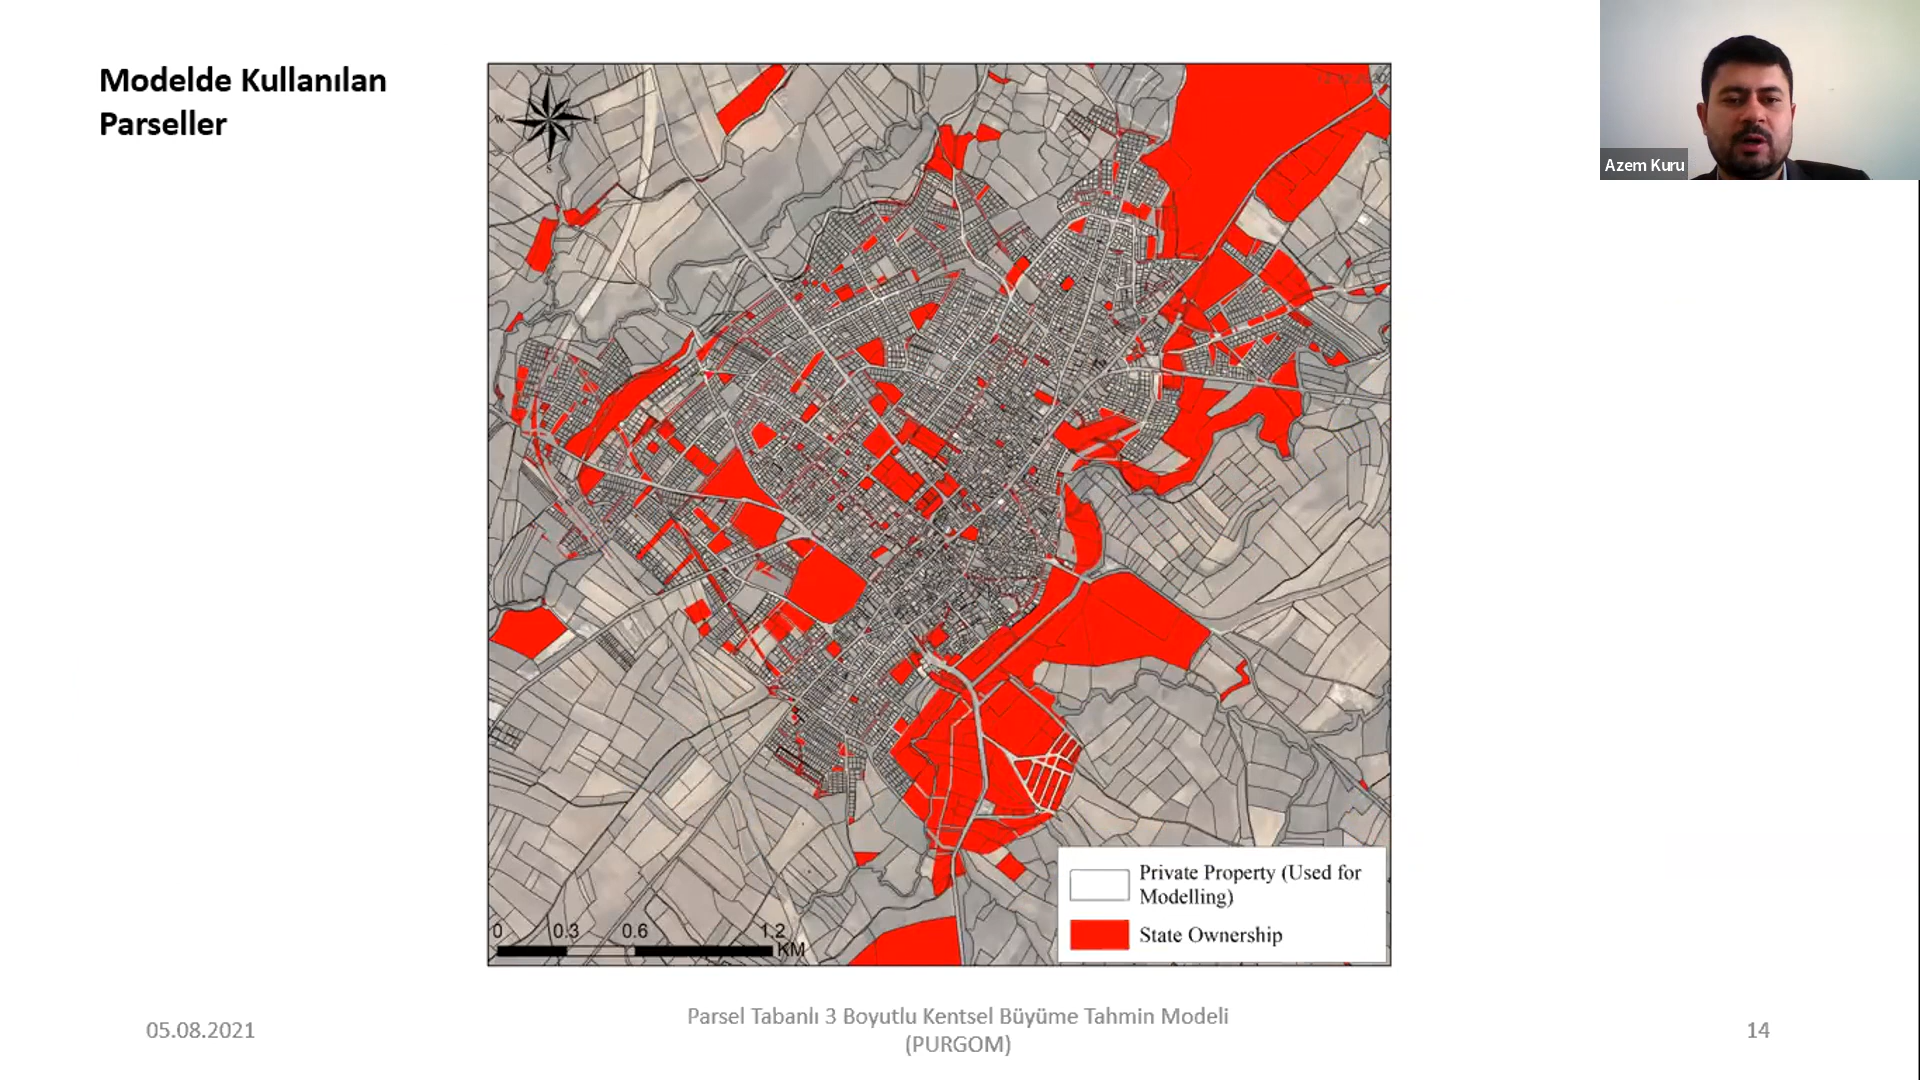 Modelde Kullanılan
Parseller
Azem Kuru
N
W
E
S
Private Property (Used for
Modelling)
State Ownership
0 0.3 0.6 1.2
KM
05.08.2021
Parsel Tabanlı 3 Boyutlu Kentsel Büyüme Tahmin Modeli
(PURGOM)
14